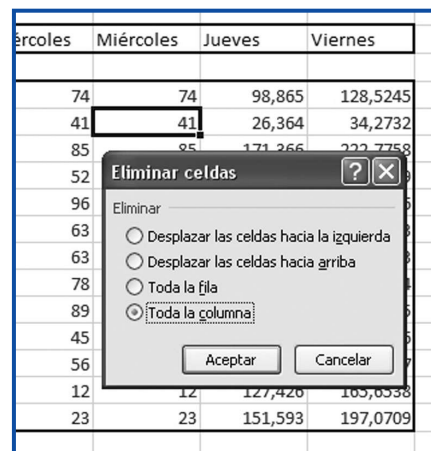 ércoles Miércoles Jueves Viernes
74 74 98,865 128,5245
41 41 26,364 34,2732
85 85 171,366 222,7758
52
96
63
63
78
89
45
56
12 12 127,426 165,6538
23 23 151,593 197,0709
Eliminar celdas
Eliminar
Desplazar las celdas hacia la izquierda
Desplazar las celdas hacia arriba
Toda la fila
Toda la columna
Aceptar Cancelar